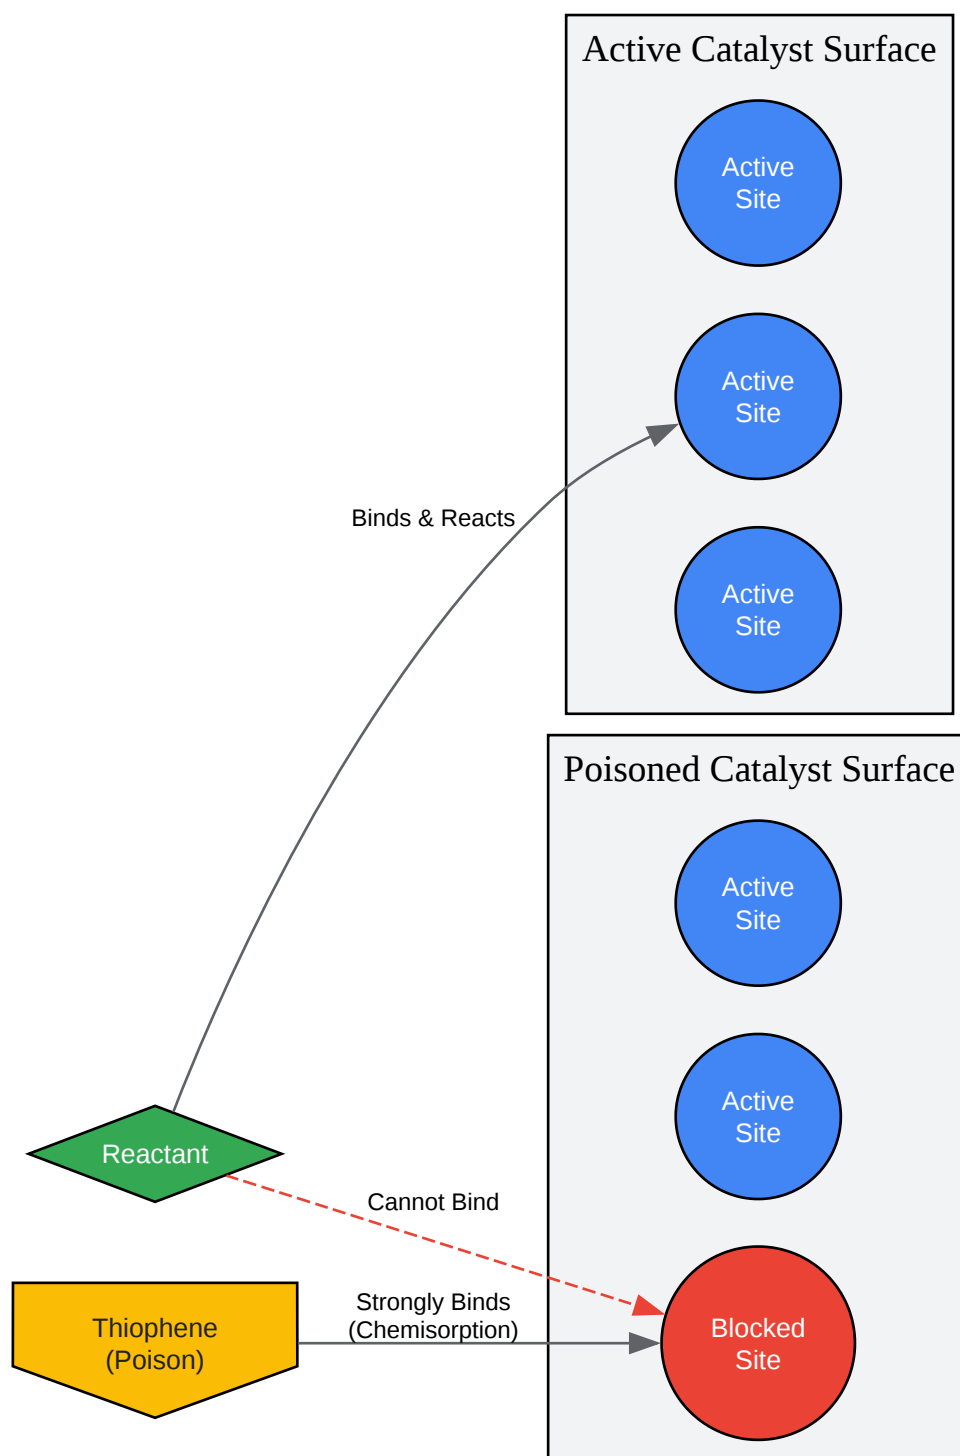 Active Catalyst Surface
Active
Site
Active
Site
Binds & Reacts
Active
Site
Poisoned Catalyst Surface
Active
Site
Active
Site
Reactant
Cannot Bind
Strongly Binds
(Chemisorption)
Thiophene
(Poison)
Blocked
Site